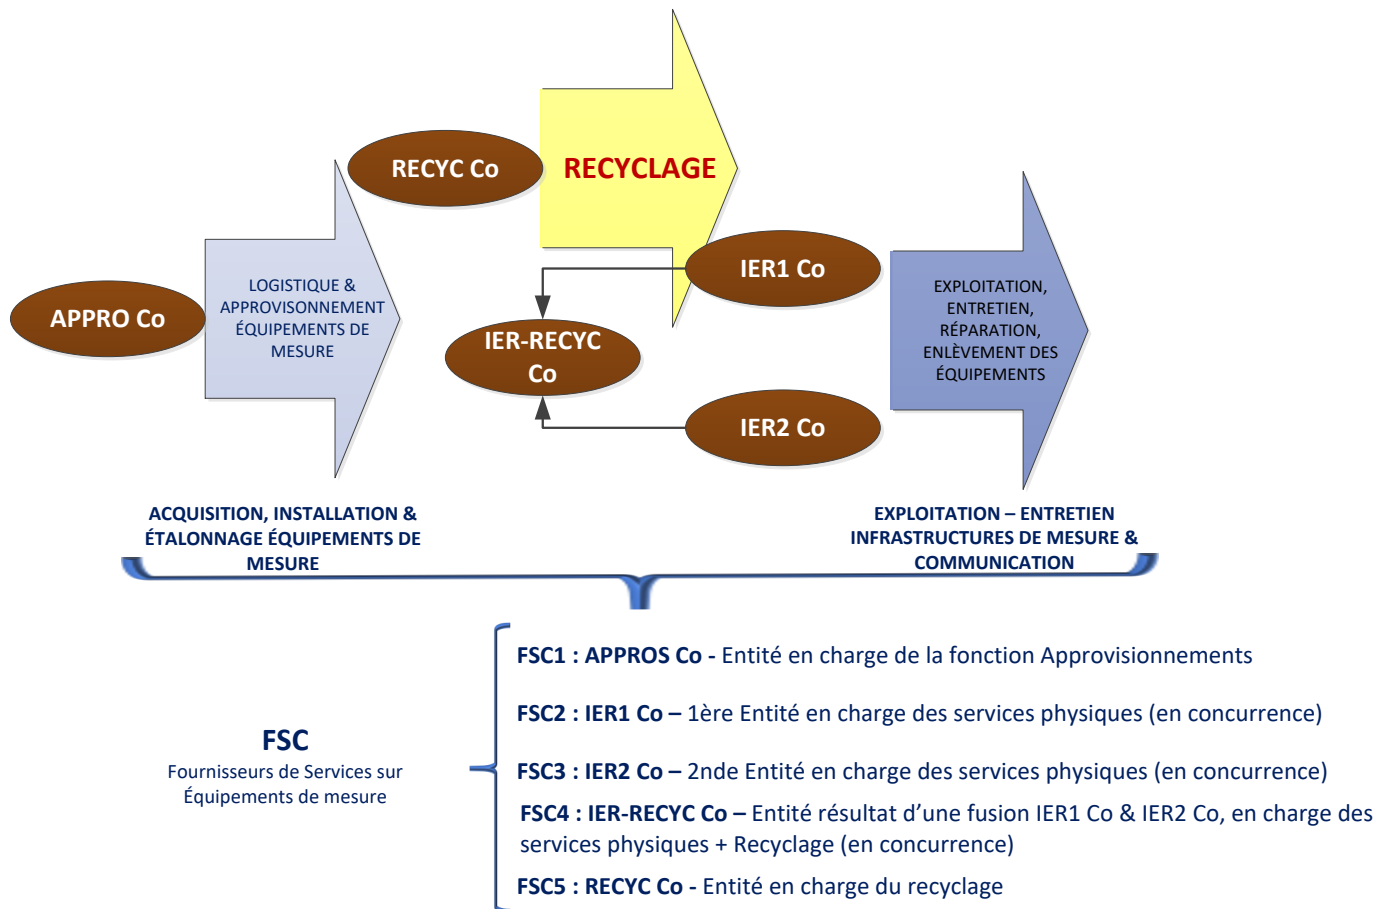 RECYC Co
RECYCLAGE
APPRO Co
LOGISTIQUE &
APPROVISONNEMENT
ÉQUIPEMENTS DE
MESURE
IER1 Co
IER-RECYC
Co
IER2 Co
EXPLOITATION,
ENTRETIEN,
RÉPARATION,
ENLÈVEMENT DES
ÉQUIPEMENTS
ACQUISITION, INSTALLATION &
ÉTALONNAGE ÉQUIPEMENTS DE
MESURE
EXPLOITATION – ENTRETIEN
INFRASTRUCTURES DE MESURE &
COMMUNICATION
FSC
Fournisseurs de Services sur
Équipements de mesure
FSC1 : APPROS Co - Entité en charge de la fonction Approvisionnements
FSC2 : IER1 Co – 1ère Entité en charge des services physiques (en concurrence)
FSC3 : IER2 Co – 2nde Entité en charge des services physiques (en concurrence)
FSC4 : IER-RECYC Co – Entité résultat d’une fusion IER1 Co & IER2 Co, en charge des
services physiques + Recyclage (en concurrence)
FSC5 : RECYC Co - Entité en charge du recyclage